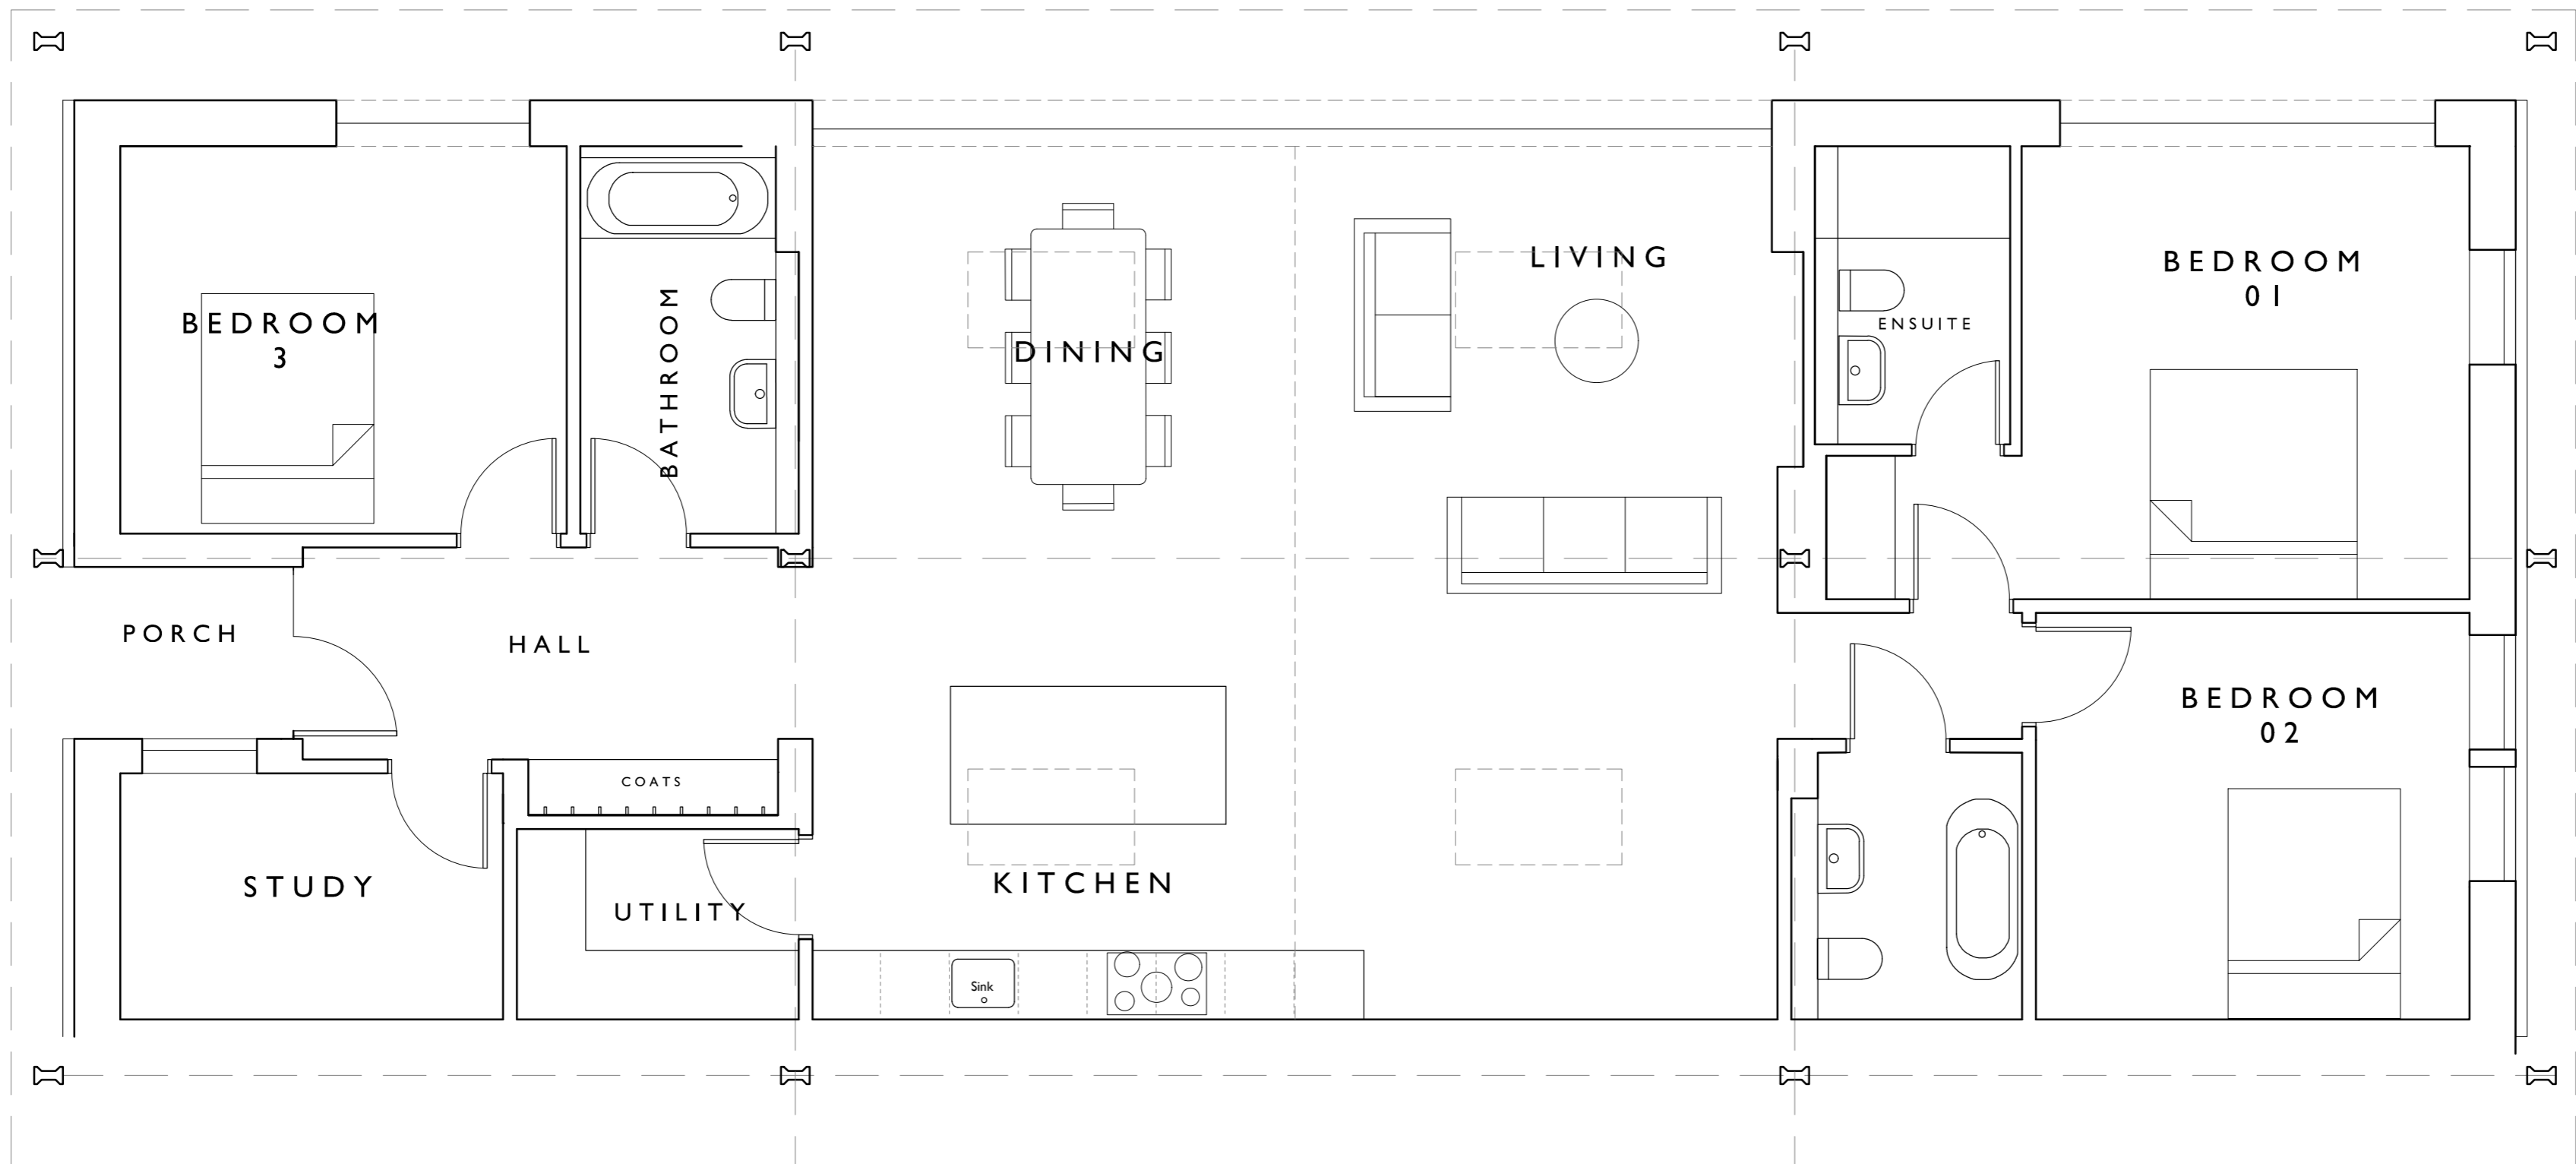 LIVING
BEDROOM
01
BEDROOM
3
BATHROOM
DINING
ENSUITE
PORCH
HALL
BEDROOM
02
COATS
STUDY
UTILITY
KITCHEN
Sink